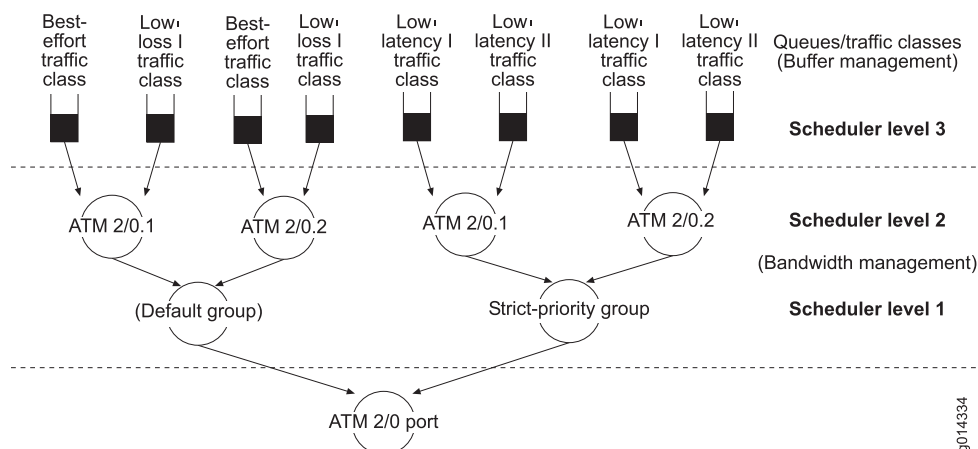 Best-
effort
traffic
class
Low-
loss I
traffic
class
Best-
effort
traffic
class
Low-
loss I
traffic
class
Low-
latency I
traffic
class
Low-
latency II
traffic
class
Low-
latency I
traffic
class
Low-
latency II
traffic
class
Queues/traffic classes
(Buffer management)
Scheduler level 3
ATM 2/0.1
ATM 2/0.2
ATM 2/0.1
ATM 2/0.2
Scheduler level 2
(Bandwidth management)
(Default group)
Strict-priority group
Scheduler level 1
ATM 2/0 port
g014334